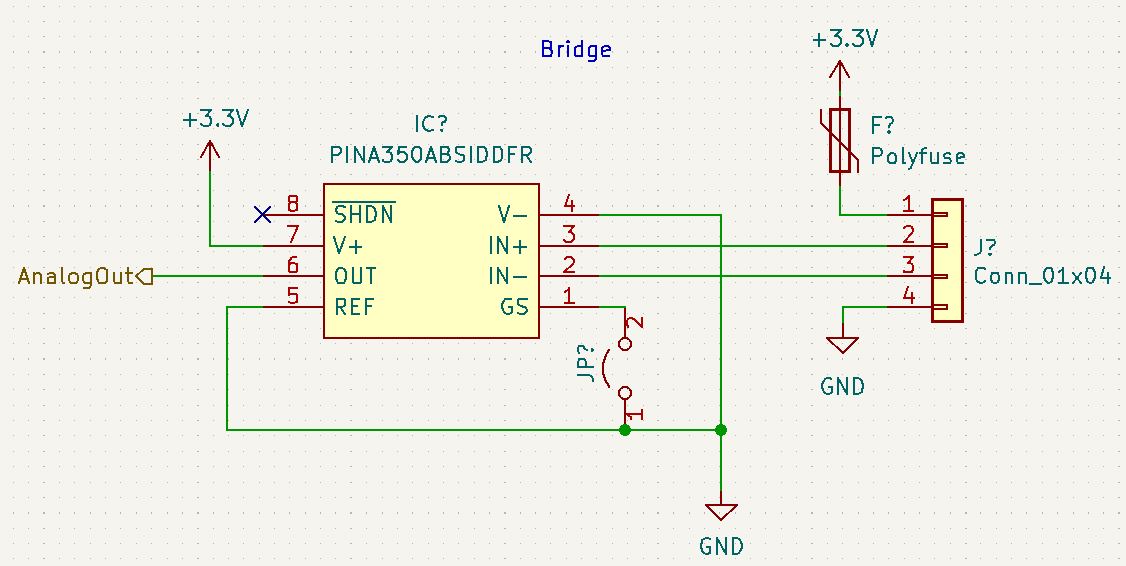 Bridge
+3.3V
+3.3V
IC?
PINA350ABSIDDFR
F?
Polyfuse
8 SHDN V- 4
7 V+ IN+ 3
6 OUT IN- 2
5 REF GS 1
AnalogOut
1
2
3
4
J?
Conn_01x04
2
JP?
1
GND
GND